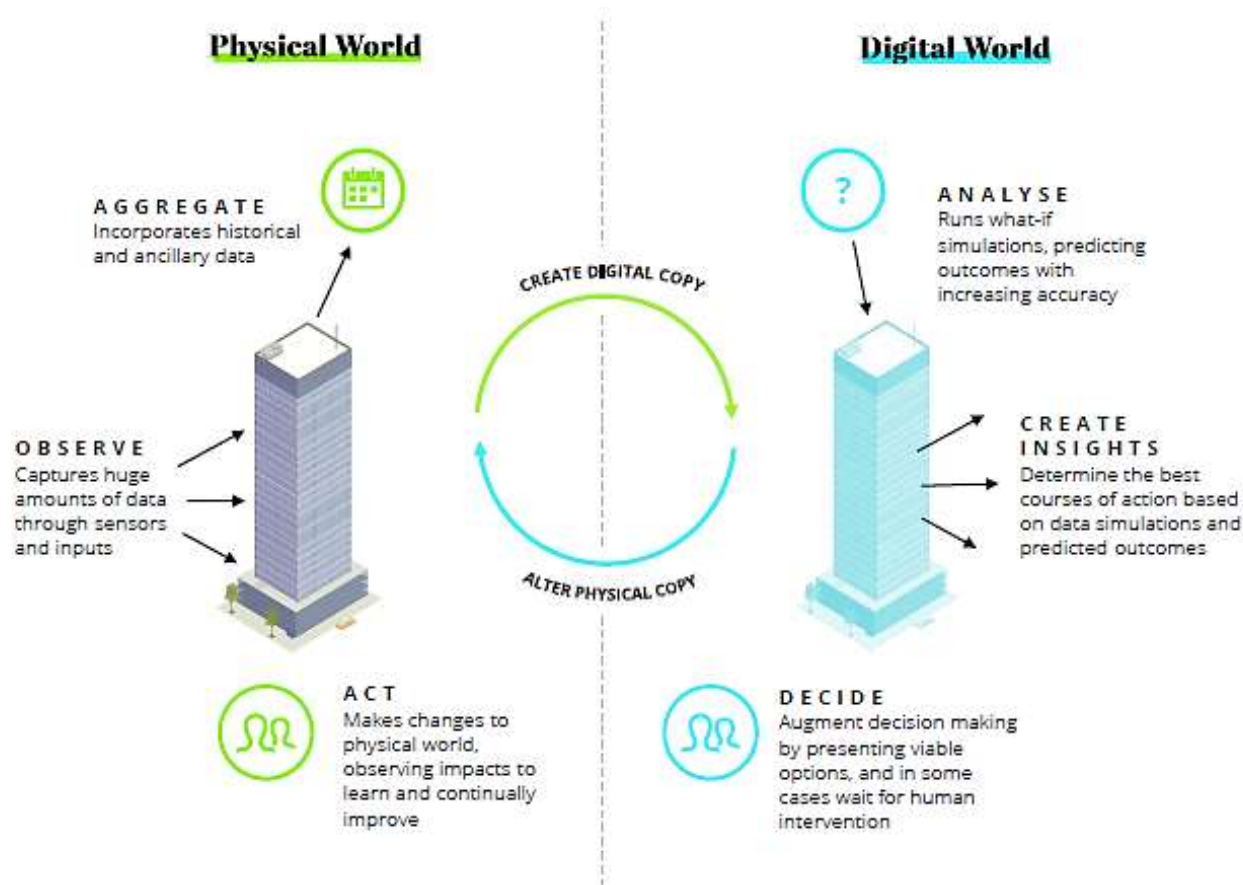 Physical World
Digital World
AGGREGATE
Incorporates historical
and ancillary data
?
ANALYSE
Runs what-if
simulations, predicting
outcomes with
increasing accuracy
CREATE DIGITAL COPY
OBSERVE
Captures huge
amounts of data
through sensors
and inputs
CREATE
INSIGHTS
Determine the best
courses of action based
on data simulations and
predicted outcomes
ALTER PHYSICAL COPY
ACT
Makes changes to
physical world,
observing impacts to
learn and continually
improve
DECIDE
Augment decision making
by presenting viable
options, and in some
cases wait for human
intervention